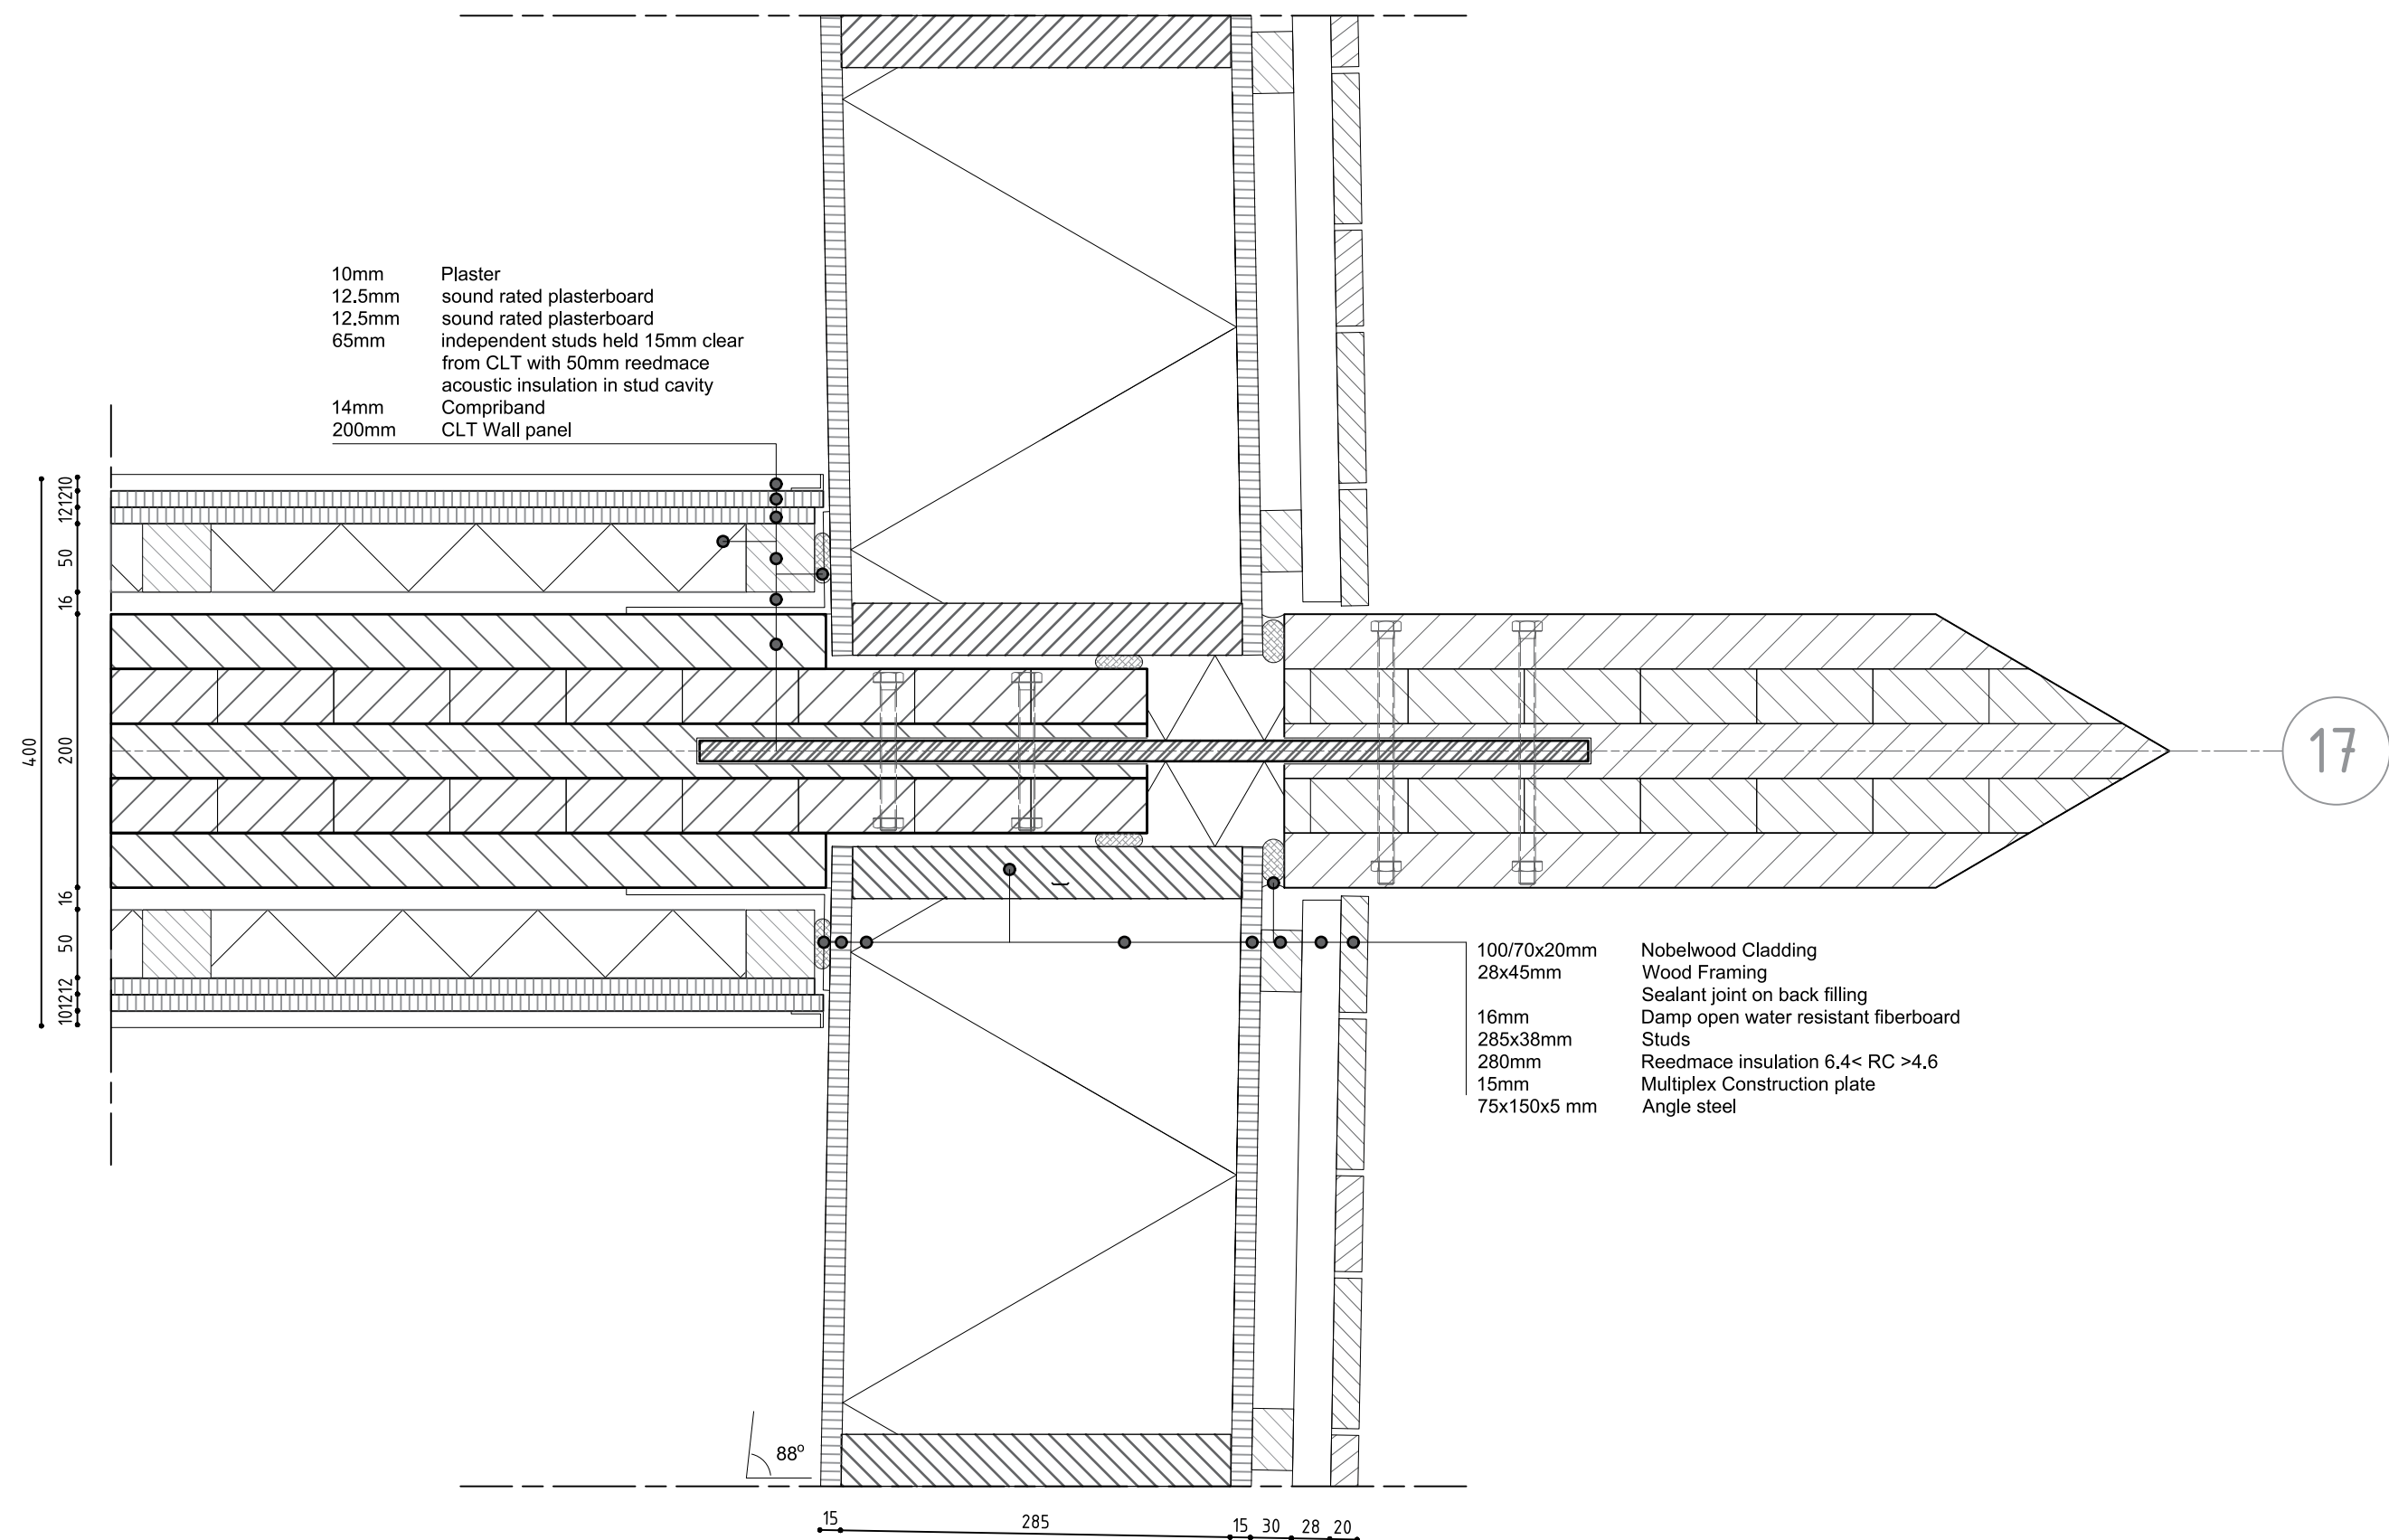 10mm Plaster
12.5mm sound rated plasterboard
12.5mm sound rated plasterboard
65mm independent studs held 15mm clear
from CLT with 50mm reedmace
acoustic insulation in stud cavity
14mm Compriband
200mm CLT Wall panel
10
12
12
50
16
200
400
16
50
12
12
10
17
100/70x20mm Nobelwood Cladding
28x45mm Wood Framing
Sealant joint on back filling
16mm Damp open water resistant fiberboard
285x38mm Studs
280mm Reedmace insulation 6.4< RC >4.6
15mm Multiplex Construction plate
75x150x5 mm Angle steel
88°
15 285 15 30 28 20